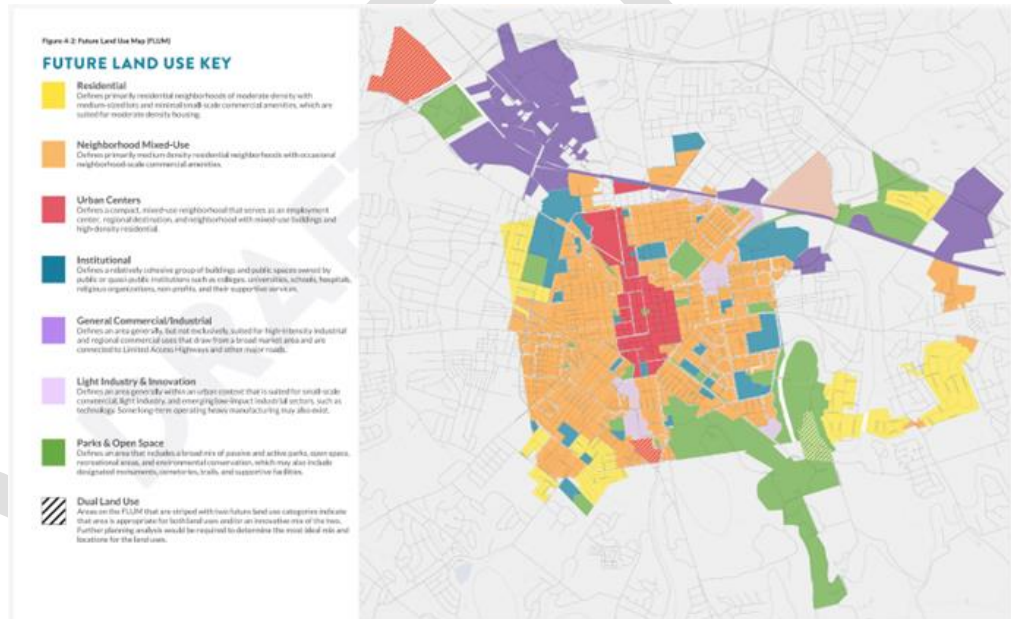 Figure 4-2: Future Land Use Map (FLUM)
FUTURE LAND USE KEY
Residential
Defines primarily residential neighborhoods of moderate density with
medium-sized lots and minimal small-scale commercial amenities, which are
suited for moderate density housing.
Neighborhood Mixed-Use
Defines primarily medium density residential neighborhoods with occasional
neighborhood-scale commercial amenities.
Urban Centers
Defines a compact, mixed-use neighborhood that serves as an employment
center, regional destination, and neighborhood with mixed-use buildings and
high-density residential.
Institutional
Defines a relatively cohesive group of buildings and public spaces owned by
public or quasi-public institutions such as colleges, universities, schools, hospitals,
religious organizations, non-profits, and their supportive services.
General Commercial/Industrial
Defines an area generally, but not exclusively, suited for high-intensity industrial
and regional commercial uses that draw from a broad market area and are
connected to Limited Access Highways and other major roads.
Light Industry & Innovation
Defines an area generally within an urban context that is suited for small-scale
commercial, light industry, and emerging low-impact industrial sectors, such as
technology. Some long-term operating heavy manufacturing may also exist.
Parks & Open Space
Defines an area that includes a broad mix of passive and active parks, open space,
recreational areas, and environmental conservation, which may also include
designated monuments, cemeteries, trails, and supportive facilities.
Dual Land Use
Areas on the FLUM that are striped with two future land use categories indicate
that area is appropriate for both land uses and/or an innovative mix of the two.
Further planning analysis would be required to determine the most ideal mix and
locations for the land uses.
DRAFT